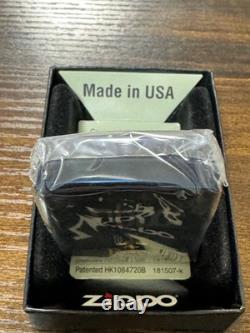 Made in USA
Patented HK1064720B 181507-k
ZIPPO